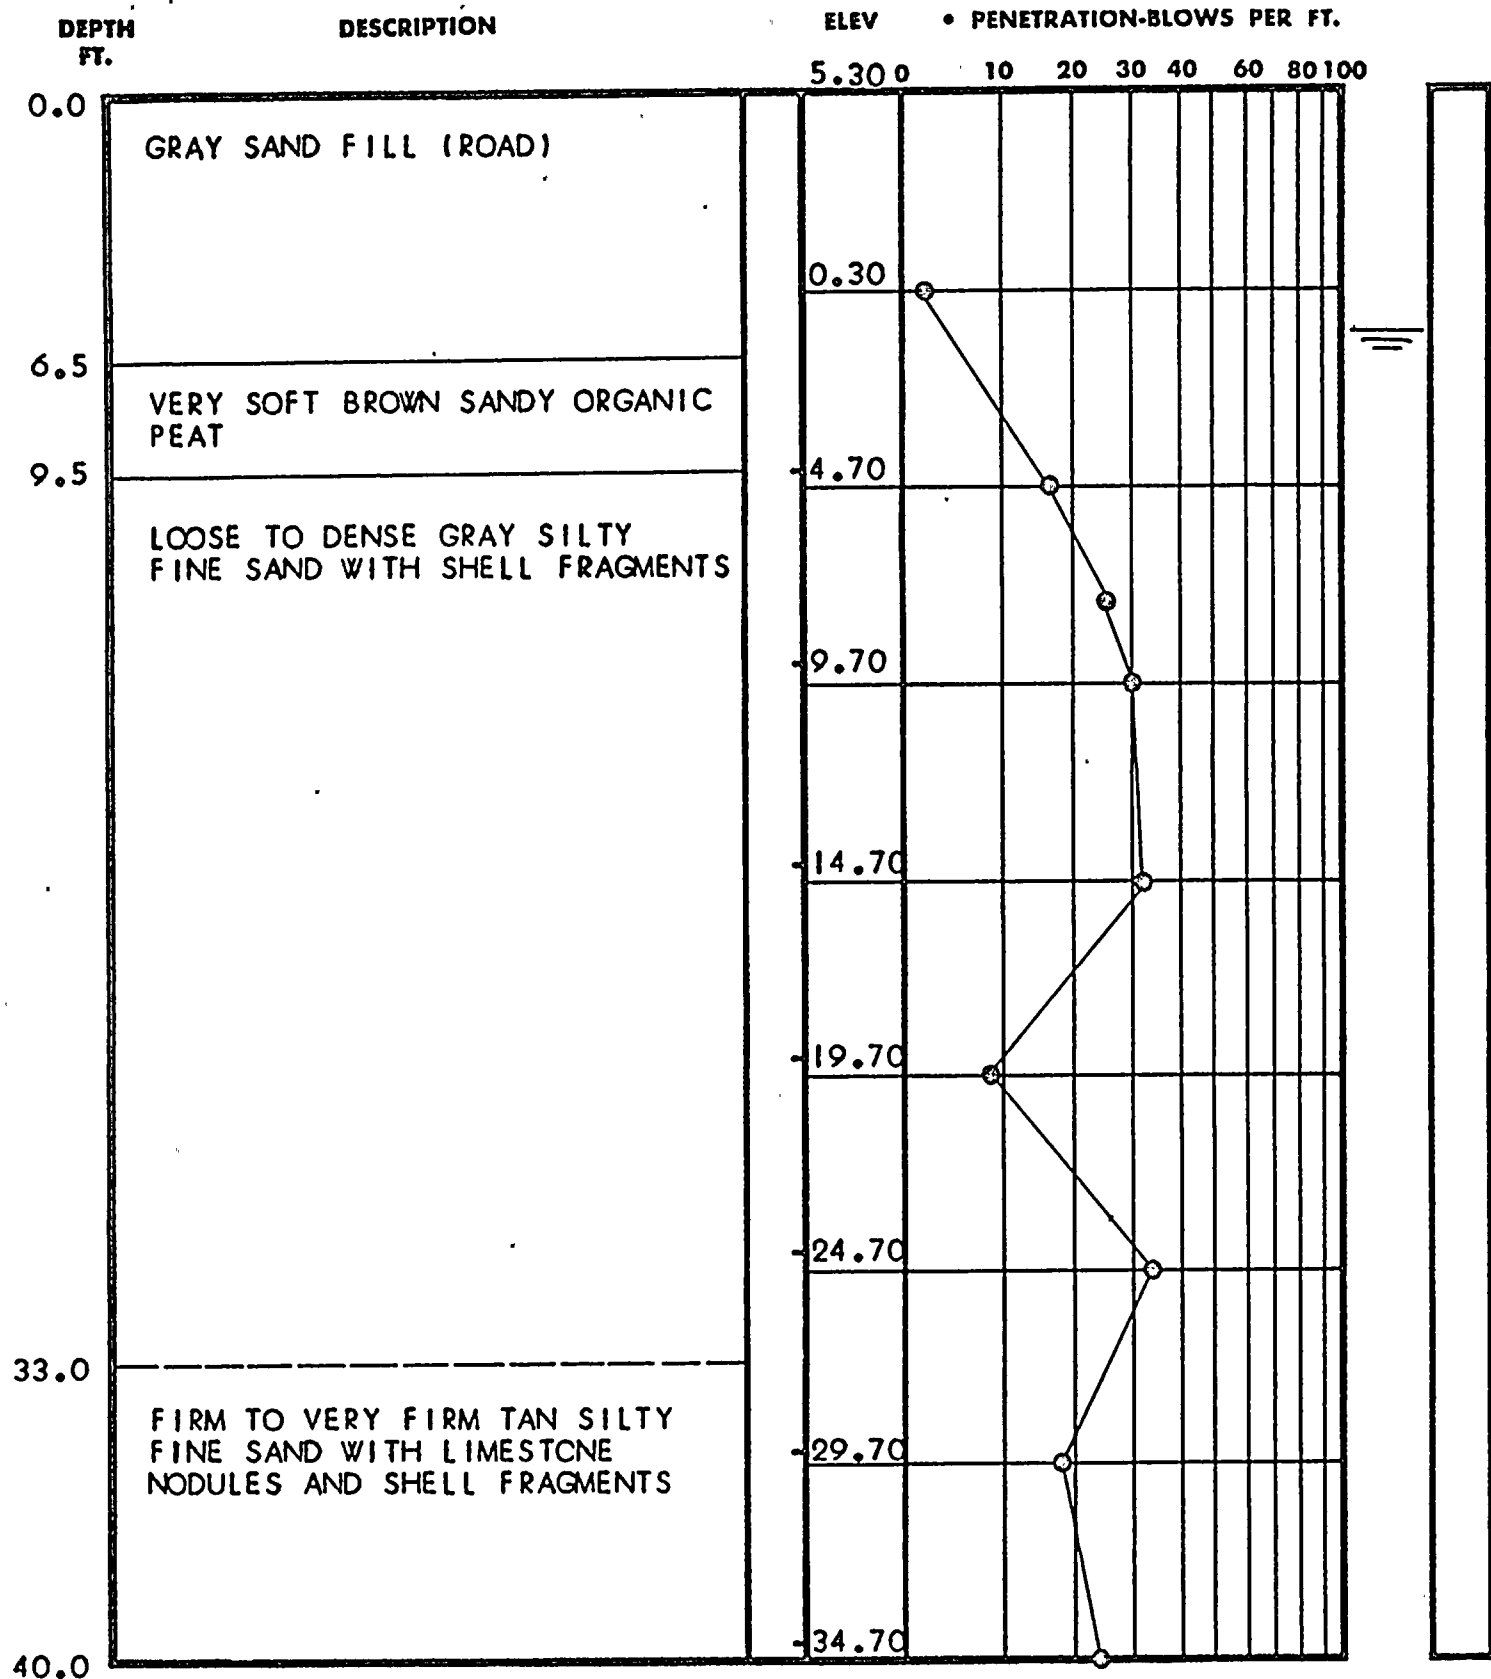 DEPTH FT.
DESCRIPTION
ELEV
• PENETRATION-BLOWS PER FT.
5.30 0 10 20 30 40 60 80 100
0.0
GRAY SAND FILL (ROAD)
0.30
6.5
VERY SOFT BROWN SANDY ORGANIC
PEAT
9.5
-4.70
LOOSE TO DENSE GRAY SILTY
FINE SAND WITH SHELL FRAGMENTS
-9.70
-14.70
-19.70
-24.70
33.0
FIRM TO VERY FIRM TAN SILTY
FINE SAND WITH LIMESTONE
NODULES AND SHELL FRAGMENTS
-29.70
-34.70
40.0